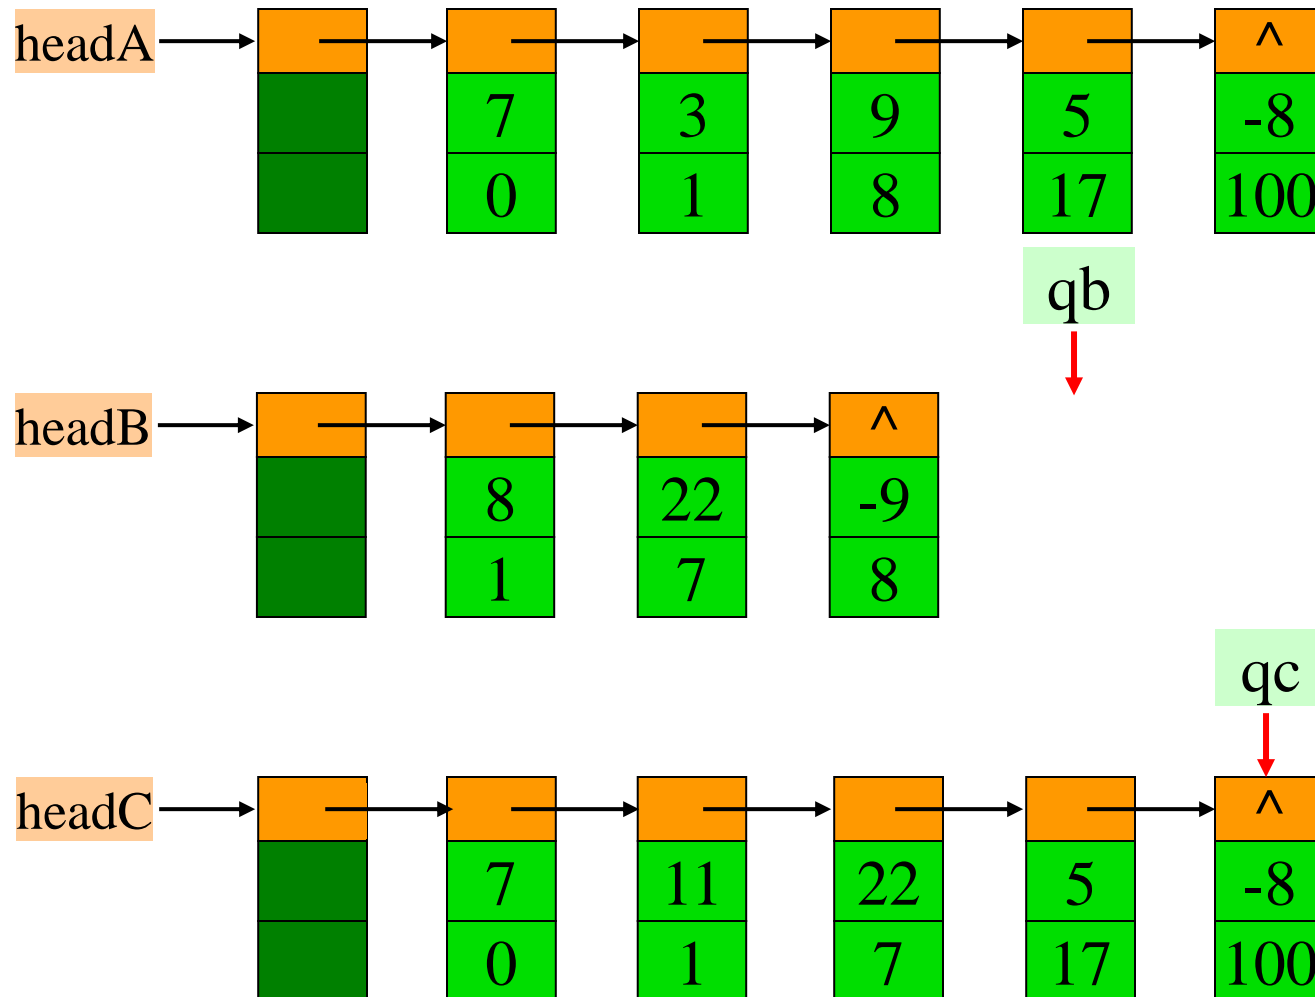 headA ^
7 3 9 5 -8
0 1 8 17 100
qb
headB ^
8 22 -9
1 7 8
qc
headC ^
7 11 22 5 -8
0 1 7 17 100